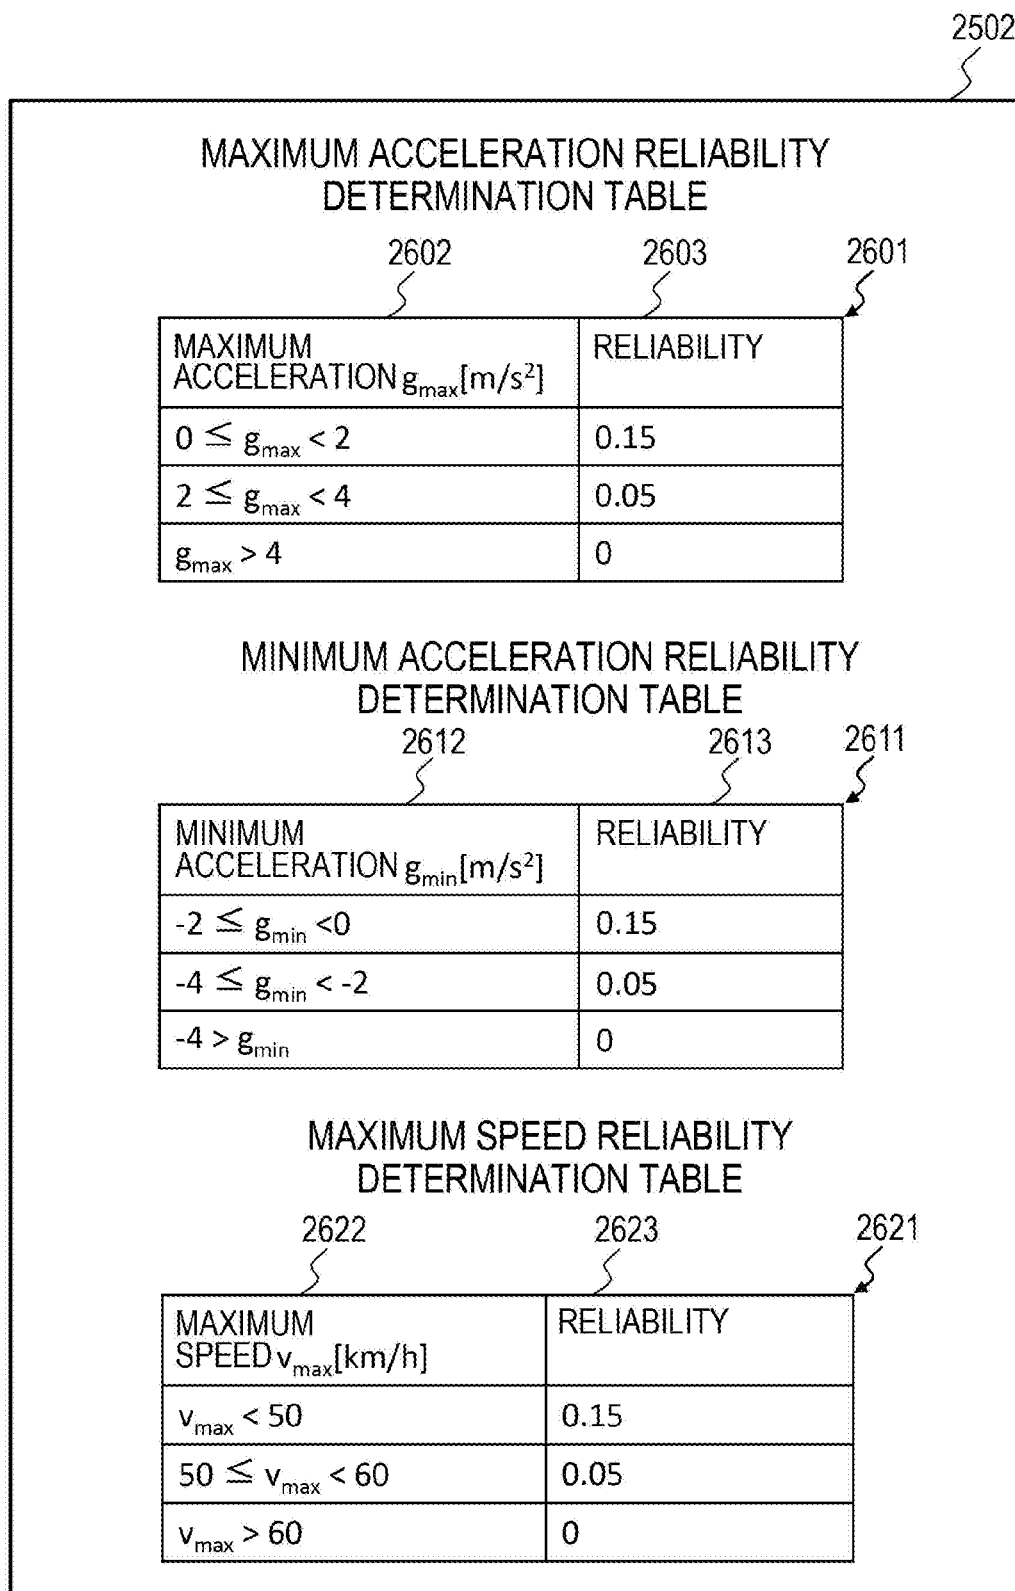 2502
MAXIMUM ACCELERATION RELIABILITY
DETERMINATION TABLE
2602 2603 2601
MAXIMUM
ACCELERATION gmax[m/s²]
RELIABILITY
0 ≦ gmax < 2 0.15
2 ≦ gmax < 4 0.05
gmax > 4 0
MINIMUM ACCELERATION RELIABILITY
DETERMINATION TABLE
2612 2613 2611
MINIMUM
ACCELERATION gmin[m/s²]
RELIABILITY
-2 ≦ gmin <0 0.15
-4 ≦ gmin < -2 0.05
-4 > gmin 0
MAXIMUM SPEED RELIABILITY
DETERMINATION TABLE
2622 2623 2621
MAXIMUM
SPEED vmax[km/h]
RELIABILITY
vmax < 50 0.15
50 ≦ vmax < 60 0.05
vmax > 60 0